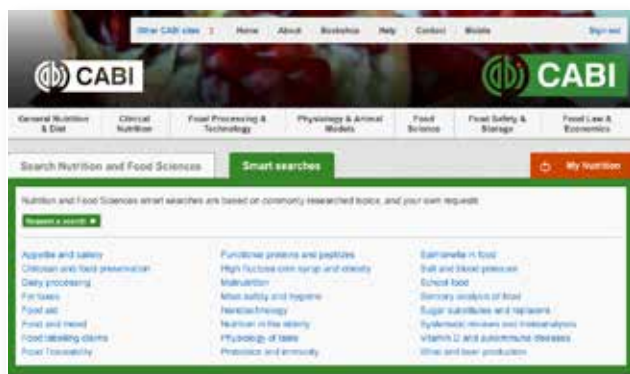 Other CABI sites Home About Bookshop Help Contact Mobile Sign out
CABI
CABI
General Nutrition & Diet
Clinical Nutrition
Food Processing & Technology
Physiology & Animal Models
Food Science
Food Safety & Storage
Food Law & Economics
Search Nutrition and Food Sciences
Smart searches
My Nutrition
Nutrition and Food Sciences smart searches are based on commonly researched topics, and your own requests
Request a search
Appetite and satiety
Chitosan and food preservation
Dairy processing
Fat taxes
Food aid
Food and mood
Food labelling claims
Food Traceability
Functional proteins and peptides
High fructose corn syrup and obesity
Malnutrition
Meat safety and hygiene
Nanotechnology
Nutrition in the elderly
Physiology of taste
Probiotics and immunity
Salmonella in food
Salt and blood pressure
School food
Sensory analysis of food
Sugar substitutes and replacers
Systematic reviews and metaanalysis
Vitamin D and autoimmune diseases
Wine and beer production